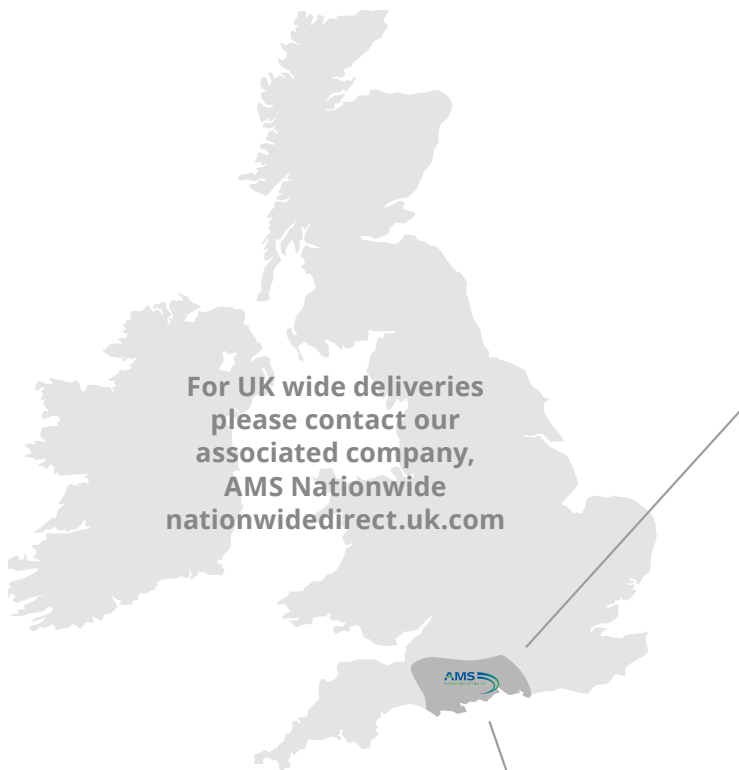 For UK wide deliveries
please contact our
associated company,
AMS Nationwide
nationwidedirect.uk.com
AMS